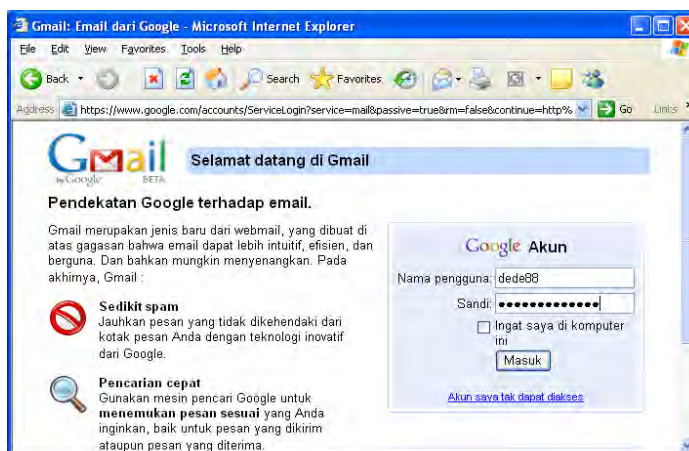 Gmail: Email dari Google - Microsoft Internet Explorer
File Edit View Favorites Tools Help
Back Search Favorites
Address https://www.google.com/accounts/ServiceLogin?service=mail&passive=true&rm=false&continue=http% Go Links
Gmail
by Google BETA
Selamat datang di Gmail
Pendekatan Google terhadap email.
Gmail merupakan jenis baru dari webmail, yang dibuat di
atas gagasan bahwa email dapat lebih intuitif, efisien, dan
berguna. Dan bahkan mungkin menyenangkan. Pada
akhirnya, Gmail :
Sedikit spam
Jauhkan pesan yang tidak dikehendaki dari
kotak pesan Anda dengan teknologi inovatif
dari Google.
Pencarian cepat
Gunakan mesin pencari Google untuk
menemukan pesan sesuai yang Anda
inginkan, baik untuk pesan yang dikirim
ataupun pesan yang diterima.
Google Akun
Nama pengguna: dede88
Sandi: •••••••••••••
Ingat saya di komputer
ini
Masuk
Akun saya tak dapat diakses